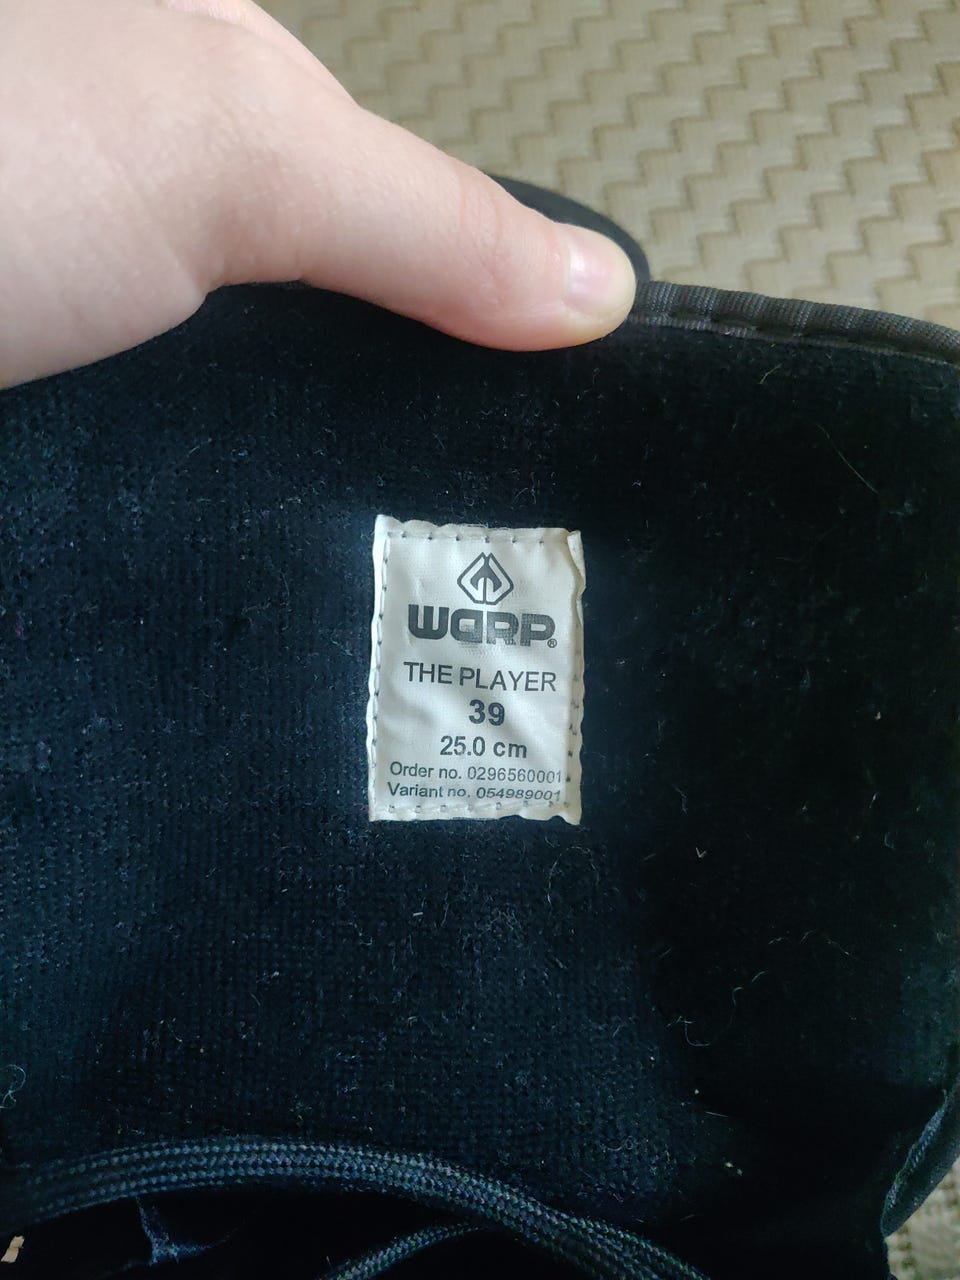 WARP®
THE PLAYER
39
25.0 cm
Order no. 0296560001
Variant no. 054989001